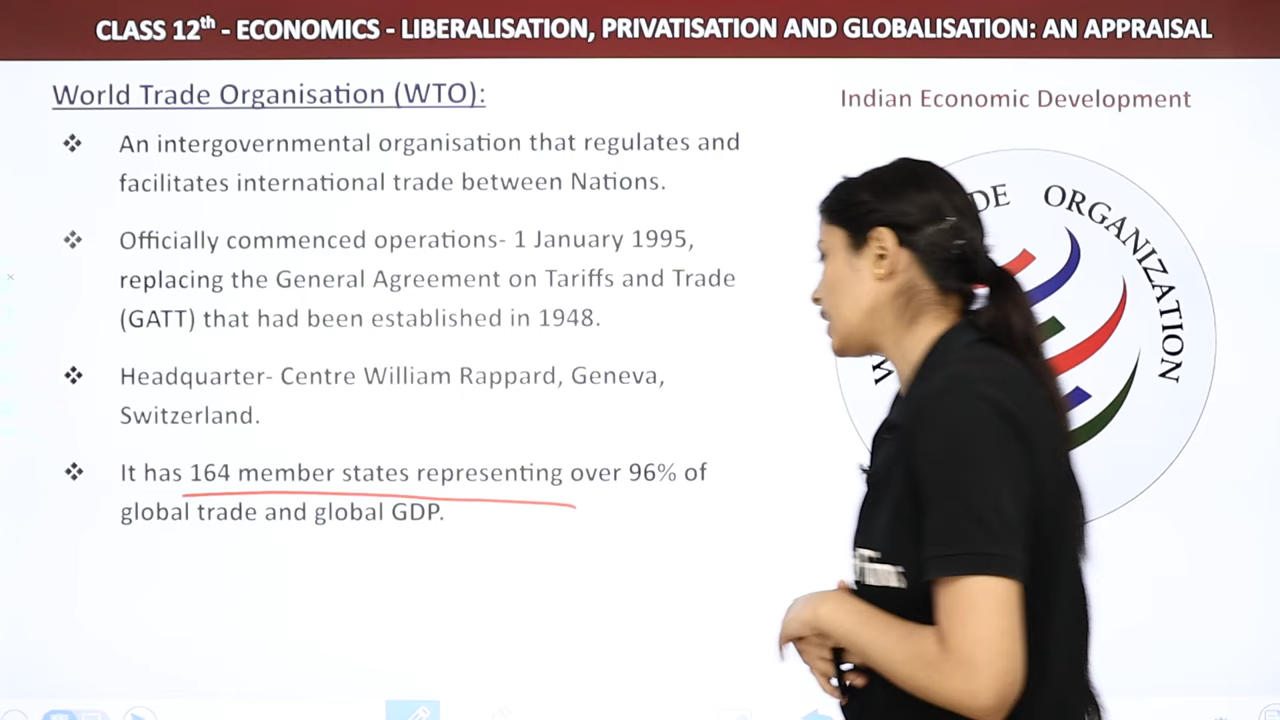 CLASS 12th - ECONOMICS - LIBERALISATION, PRIVATISATION AND GLOBALISATION: AN APPRAISAL
World Trade Organisation (WTO):
Indian Economic Development
❖ An intergovernmental organisation that regulates and
facilitates international trade between Nations.
❖ Officially commenced operations- 1 January 1995,
replacing the General Agreement on Tariffs and Trade
(GATT) that had been established in 1948.
❖ Headquarter- Centre William Rappard, Geneva,
Switzerland.
❖ It has 164 member states representing over 96% of
global trade and global GDP.
ORGANIZATION